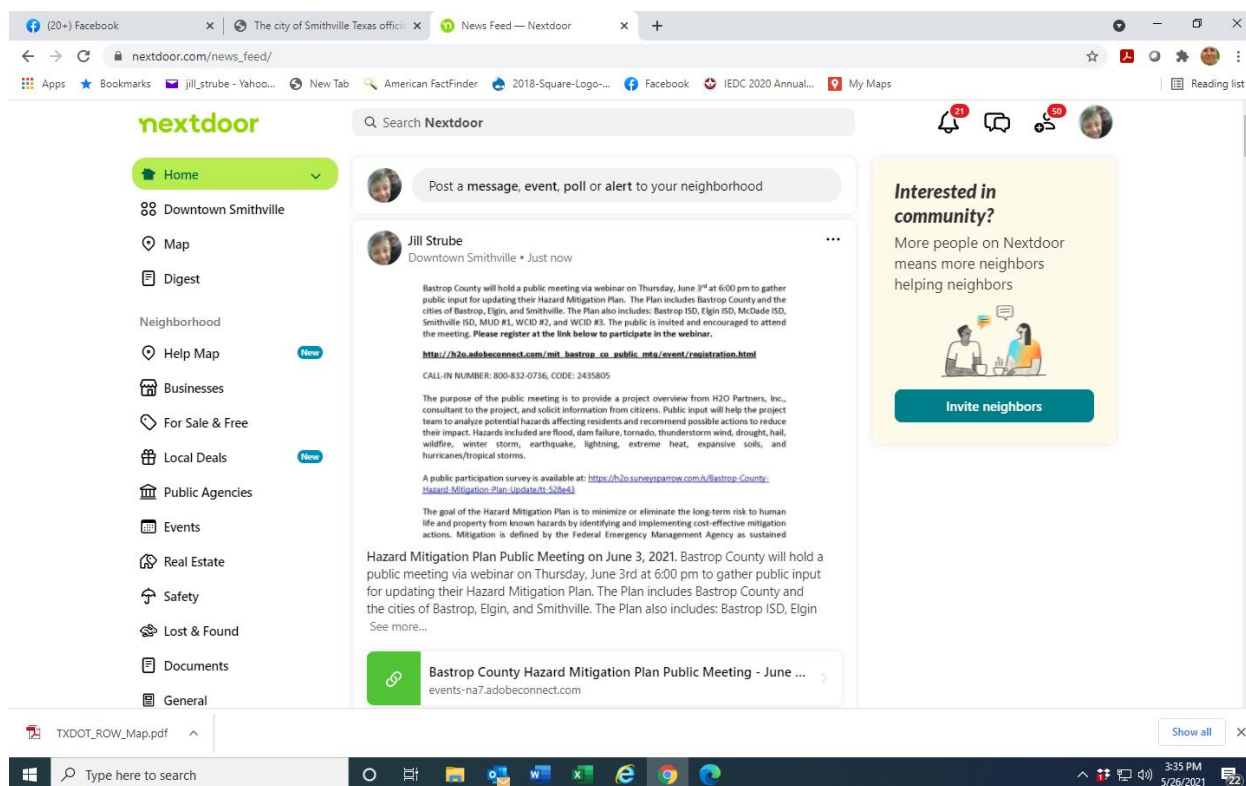 (20+) Facebook
The city of Smithville Texas offici
News Feed — Nextdoor
nextdoor.com/news_feed/
Apps
Bookmarks
jill_strube - Yahoo...
New Tab
American FactFinder
2018-Square-Logo-...
Facebook
IEDC 2020 Annual...
My Maps
Reading list
nextdoor
Search Nextdoor
21
50
Home
Downtown Smithville
Map
Digest
Neighborhood
Help Map
New
Businesses
For Sale & Free
Local Deals
New
Public Agencies
Events
Real Estate
Safety
Lost & Found
Documents
General
Post a message, event, poll or alert to your neighborhood
Jill Strube
Downtown Smithville • Just now
Bastrop County will hold a public meeting via webinar on Thursday, June 3rd at 6:00 pm to gather
public input for updating their Hazard Mitigation Plan. The Plan includes Bastrop County and the
cities of Bastrop, Elgin, and Smithville. The Plan also includes: Bastrop ISD, Elgin ISD, McDade ISD,
Smithville ISD, MUD #1, WCID #2, and WCID #3. The public is invited and encouraged to attend
the meeting. Please register at the link below to participate in the webinar.
http://h2o.adobeconnect.com/mit_bastrop_co_public_mtg/event/registration.html
CALL-IN NUMBER: 800-832-0736, CODE: 2435805
The purpose of the public meeting is to provide a project overview from H2O Partners, Inc.,
consultant to the project, and solicit information from citizens. Public input will help the project
team to analyze potential hazards affecting residents and recommend possible actions to reduce
their impact. Hazards included are flood, dam failure, tornado, thunderstorm wind, drought, hail,
wildfire, winter storm, earthquake, lightning, extreme heat, expansive soils, and
hurricanes/tropical storms.
A public participation survey is available at: https://h2o.surveysparrow.com/s/Bastrop-County-
Hazard-Mitigation-Plan-Update/tt-528e43
The goal of the Hazard Mitigation Plan is to minimize or eliminate the long-term risk to human
life and property from known hazards by identifying and implementing cost-effective mitigation
actions. Mitigation is defined by the Federal Emergency Management Agency as sustained
Hazard Mitigation Plan Public Meeting on June 3, 2021. Bastrop County will hold a
public meeting via webinar on Thursday, June 3rd at 6:00 pm to gather public input
for updating their Hazard Mitigation Plan. The Plan includes Bastrop County and
the cities of Bastrop, Elgin, and Smithville. The Plan also includes: Bastrop ISD, Elgin
See more...
Bastrop County Hazard Mitigation Plan Public Meeting - June ...
events-na7.adobeconnect.com
Interested in
community?
More people on Nextdoor
means more neighbors
helping neighbors
Invite neighbors
TXDOT_ROW_Map.pdf
Show all
Type here to search
3:35 PM
5/26/2021
22